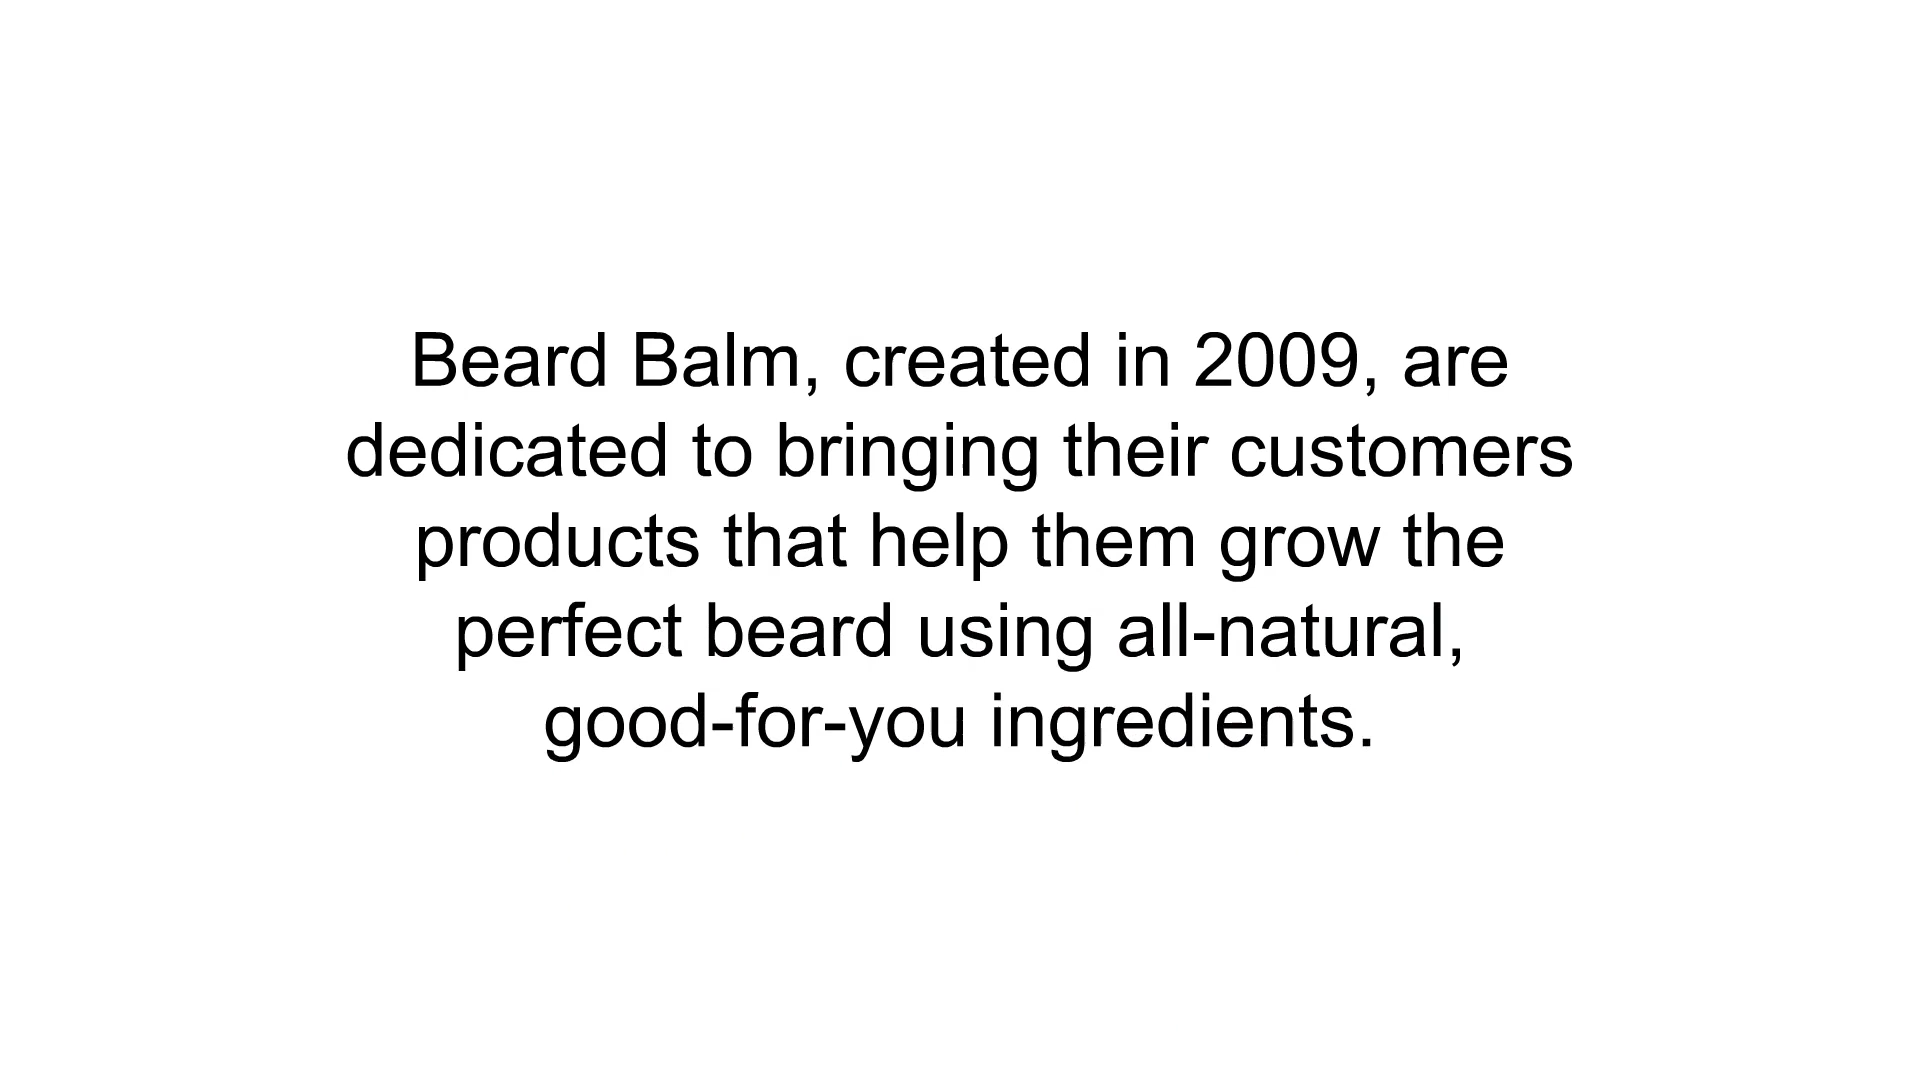 Beard Balm, created in 2009, are
dedicated to bringing their customers
products that help them grow the
perfect beard using all-natural,
good-for-you ingredients.